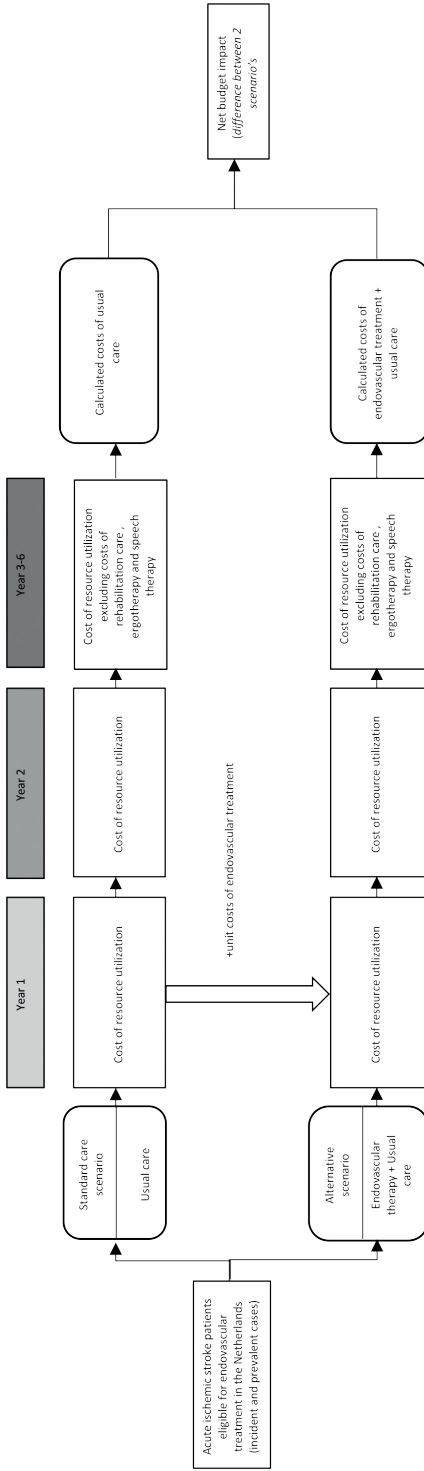 Year 1
Year 2
Year 3-6
Acute ischemic stroke patients
eligible for endovascular
treatment in the Netherlands
(incident and prevalent cases)
Standard care
scenario
Usual care
Cost of resource utilization
Cost of resource utilization
Cost of resource utilization
excluding costs of
rehabilitation care ,
ergotherapy and speech
therapy
Calculated costs of usual
care
+unit costs of endovascular treatment
Alternative
scenario
Endovascular
therapy + Usual
care
Cost of resource utilization
Cost of resource utilization
Cost of resource utilization
excluding costs of
rehabilitation care ,
ergotherapy and speech
therapy
Calculated costs of
endovascular treatment +
usual care
Net budget impact
(difference between 2
scenario's